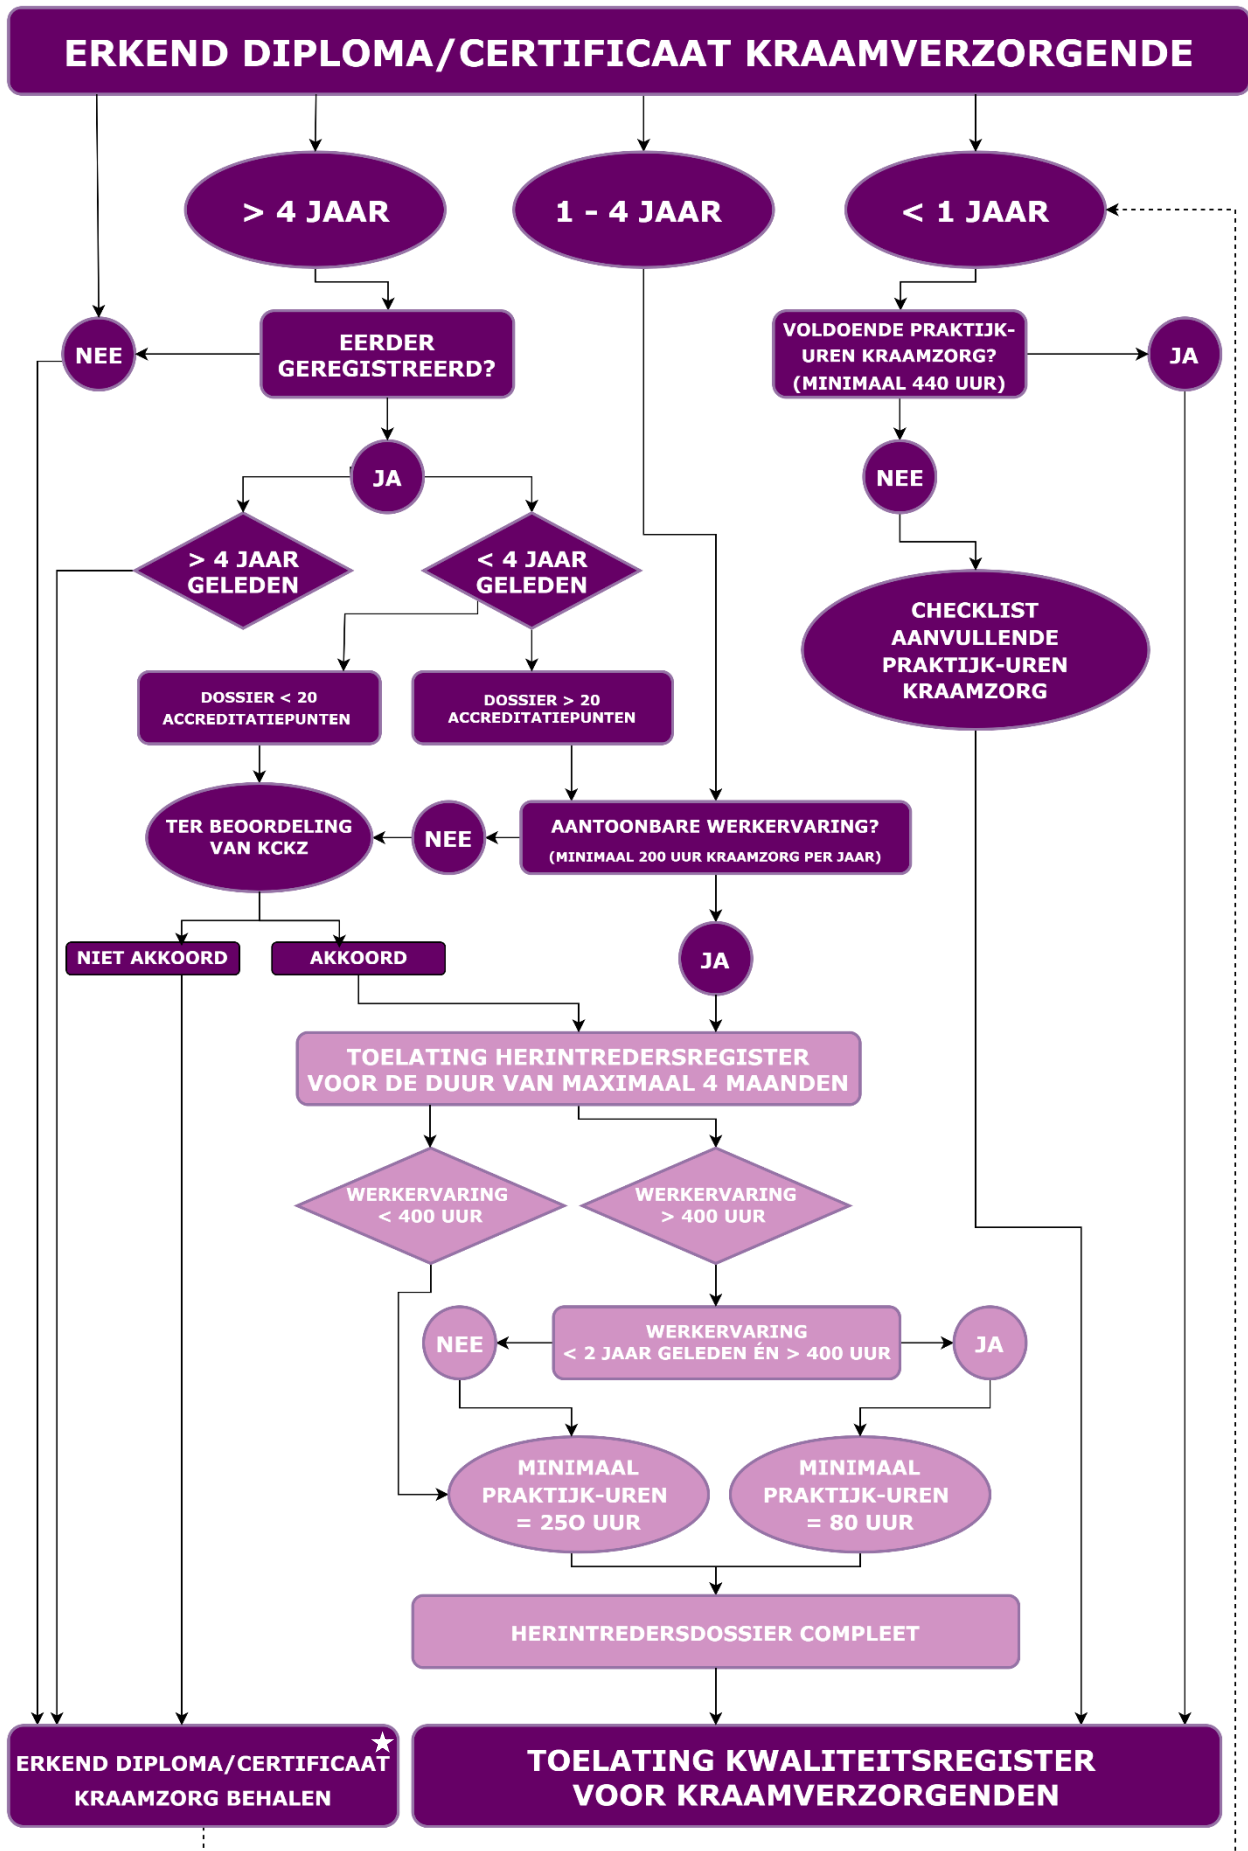 ERKEND DIPLOMA/CERTIFICAAT KRAAMVERZORGENDE
> 4 JAAR
1 - 4 JAAR
< 1 JAAR
NEE
EERDER
GEREGISTREERD?
VOLDOENDE PRAKTIJK-
UREN KRAAMZORG?
(MINIMAAL 440 UUR)
JA
JA
NEE
> 4 JAAR
GELEDEN
< 4 JAAR
GELEDEN
CHECKLIST
AANVULLENDE
PRAKTIJK-UREN
KRAAMZORG
DOSSIER < 20
ACCREDITATIEPUNTEN
DOSSIER > 20
ACCREDITATIEPUNTEN
TER BEOORDELING
VAN KCKZ
NEE
AANTOONBARE WERKERVARING?
(MINIMAAL 200 UUR KRAAMZORG PER JAAR)
NIET AKKOORD
AKKOORD
JA
TOELATING HERINTREDERSREGISTER
VOOR DE DUUR VAN MAXIMAAL 4 MAANDEN
WERKERVARING
< 400 UUR
WERKERVARING
> 400 UUR
NEE
WERKERVARING
< 2 JAAR GELEDEN ÉN > 400 UUR
JA
MINIMAAL
PRAKTIJK-UREN
= 25O UUR
MINIMAAL
PRAKTIJK-UREN
= 80 UUR
HERINTREDERSDOSSIER COMPLEET
ERKEND DIPLOMA/CERTIFICAAT
KRAAMZORG BEHALEN
TOELATING KWALITEITSREGISTER
VOOR KRAAMVERZORGENDEN